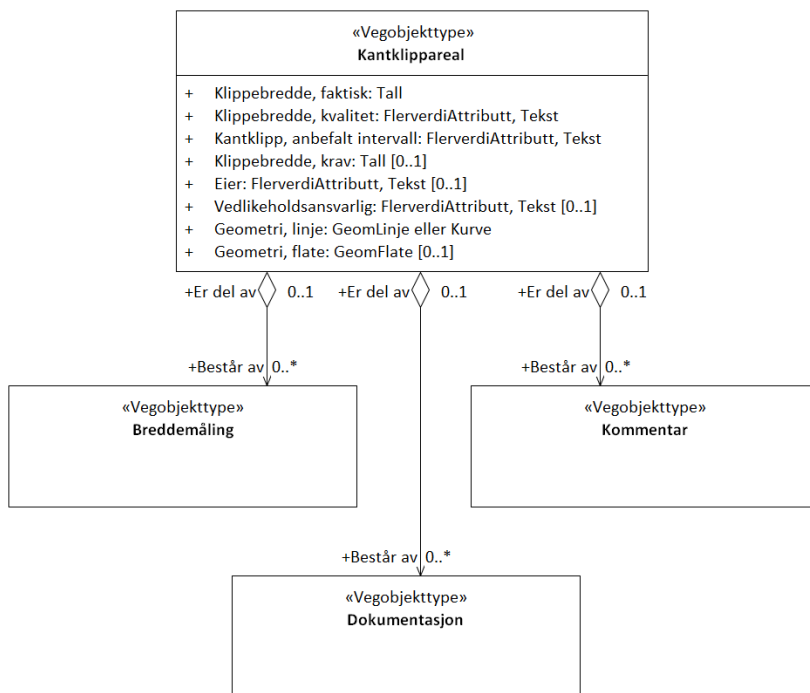 «Vegobjekttype»
Kantklippareal
+ Klippebredde, faktisk: Tall
+ Klippebredde, kvalitet: FlerverdiAttributt, Tekst
+ Kantklipp, anbefalt intervall: FlerverdiAttributt, Tekst
+ Klippebredde, krav: Tall [0..1]
+ Eier: FlerverdiAttributt, Tekst [0..1]
+ Vedlikeholdsansvarlig: FlerverdiAttributt, Tekst [0..1]
+ Geometri, linje: GeomLinje eller Kurve
+ Geometri, flate: GeomFlate [0..1]
+Er del av 0..1 +Er del av 0..1 +Er del av 0..1
+Består av 0..* +Består av 0..*
«Vegobjekttype» «Vegobjekttype»
Breddemåling Kommentar
+Består av 0..*
«Vegobjekttype»
Dokumentasjon